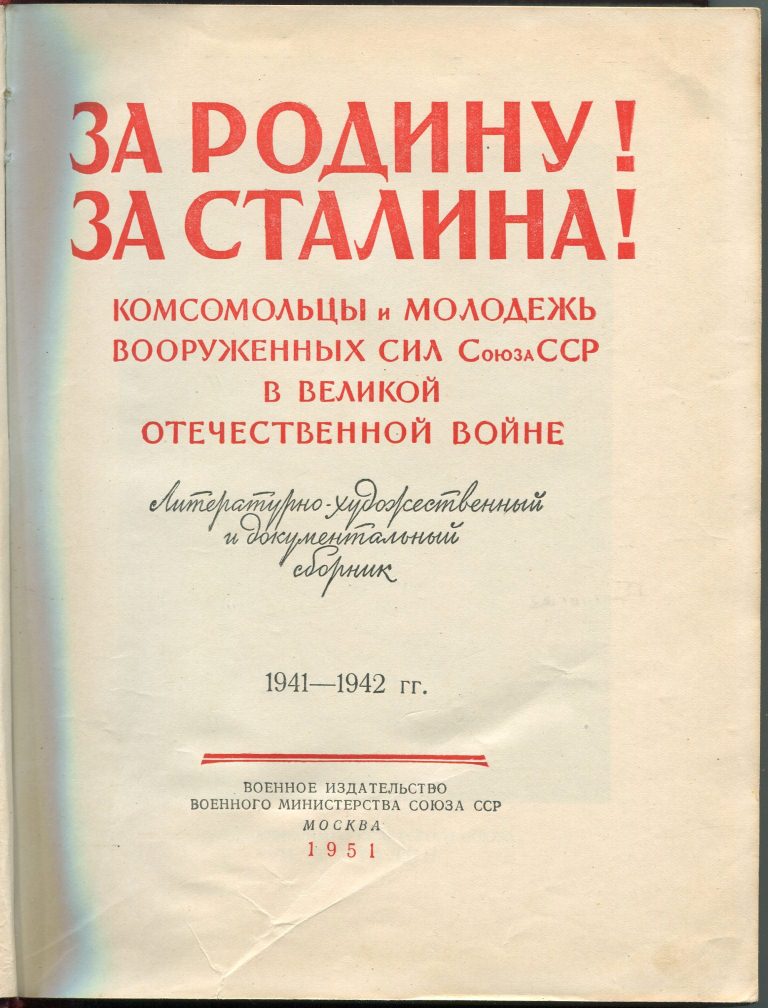 ЗА РОДИНУ!
ЗА СТАЛИНА!
КОМСОМОЛЬЦЫ и МОЛОДЕЖЬ
ВООРУЖЕННЫХ СИЛ СОЮЗА ССР
В ВЕЛИКОЙ
ОТЕЧЕСТВЕННОЙ ВОЙНЕ
Литературно-художественный
и документальный
сборник
1941—1942 гг.
ВОЕННОЕ ИЗДАТЕЛЬСТВО
ВОЕННОГО МИНИСТЕРСТВА СОЮЗА ССР
МОСКВА
1951